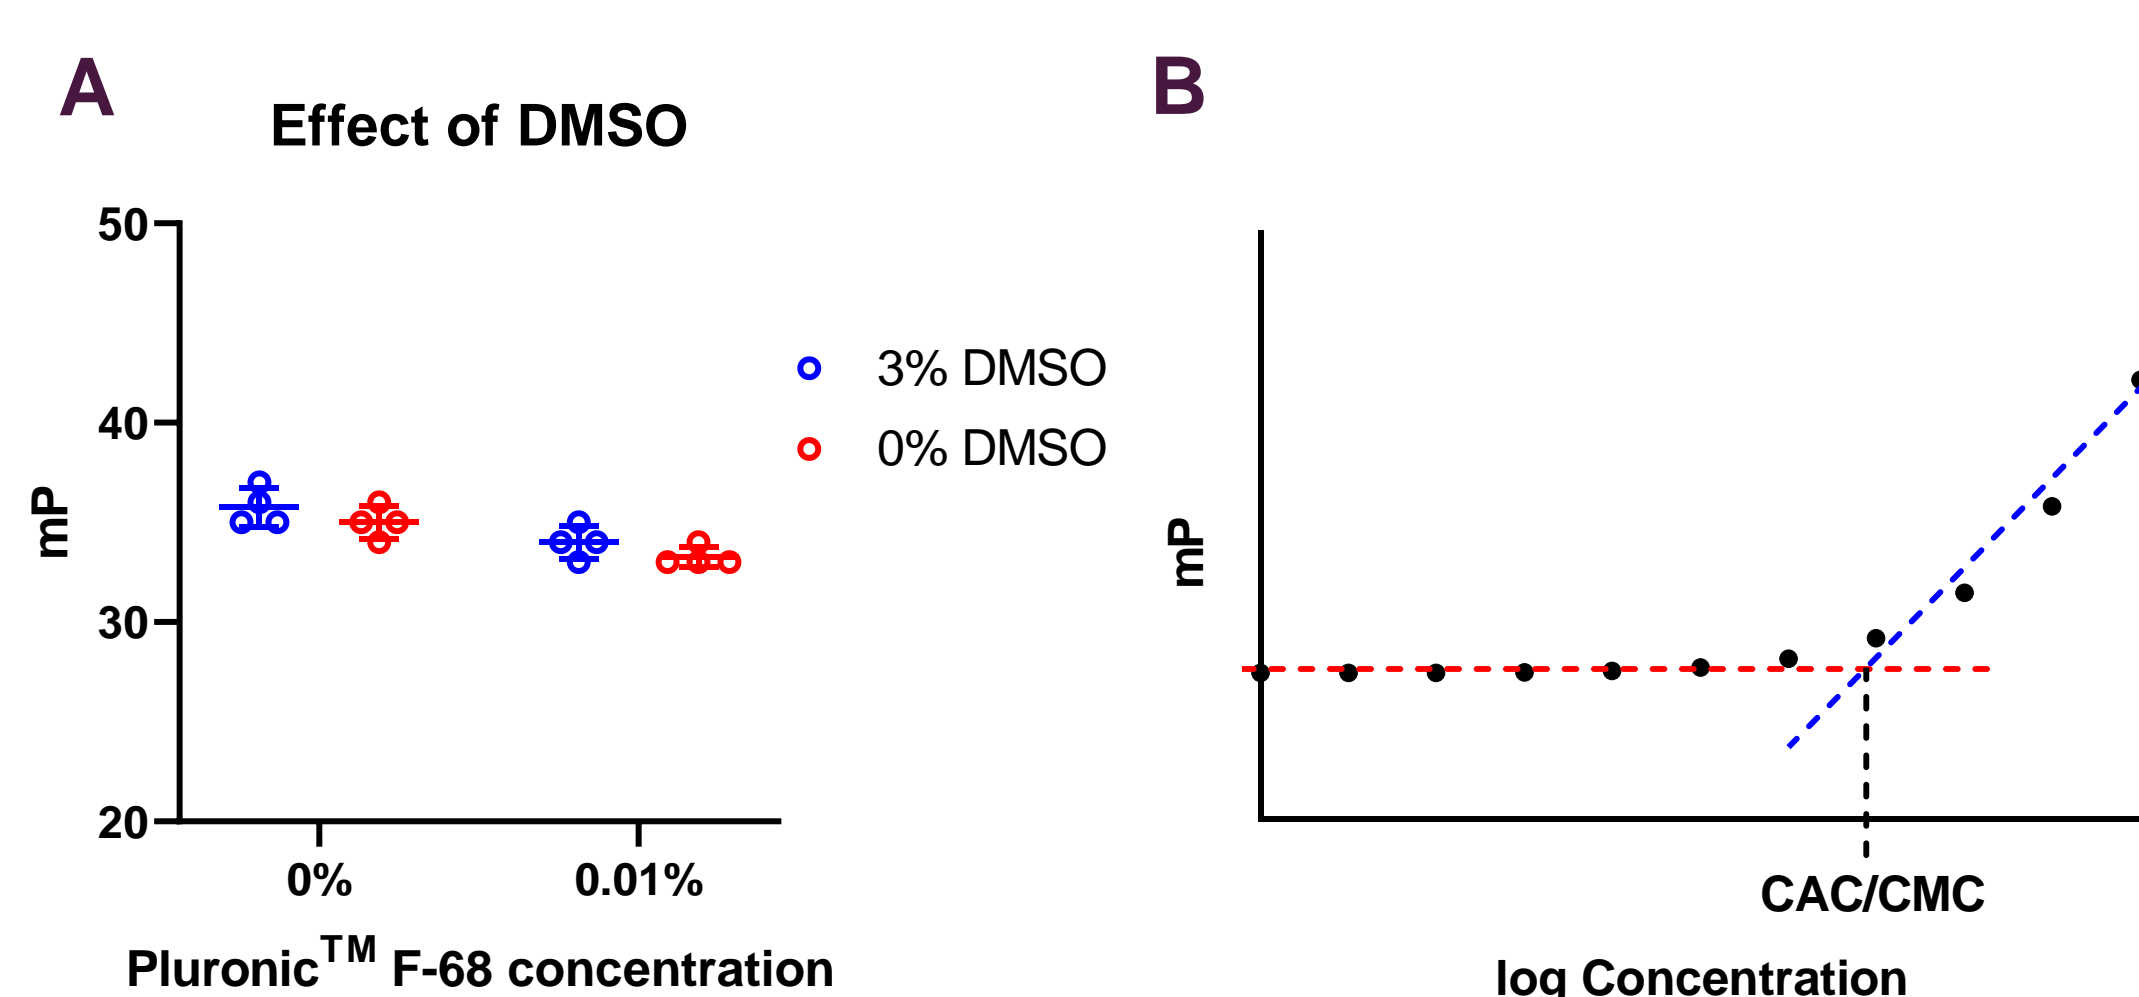 A
Effect of DMSO
50
40
30
20
mP
0%
0.01%
Pluronic™ F-68 concentration
3% DMSO
0% DMSO
B
mP
CAC/CMC
log Concentration